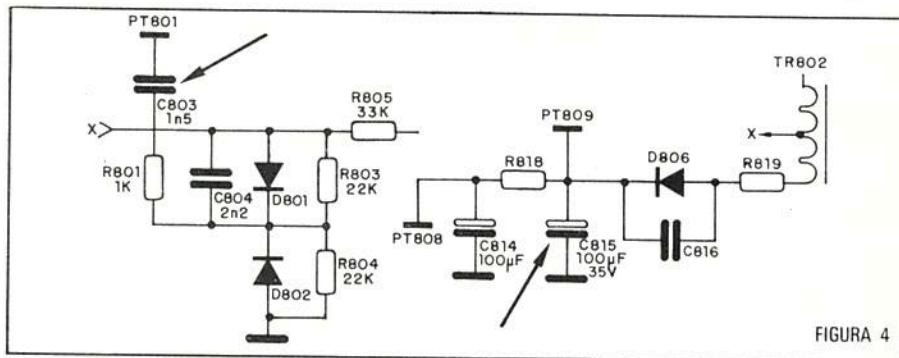 PT801
C803
1n5
X
R801
1K
C804
2n2
D801
R803
22K
R805
33K
D802
R804
22K
PT809
R818
PT808
C814
100µF
C815
100µF
35V
D806
C816
R819
TR802
X
FIGURA 4